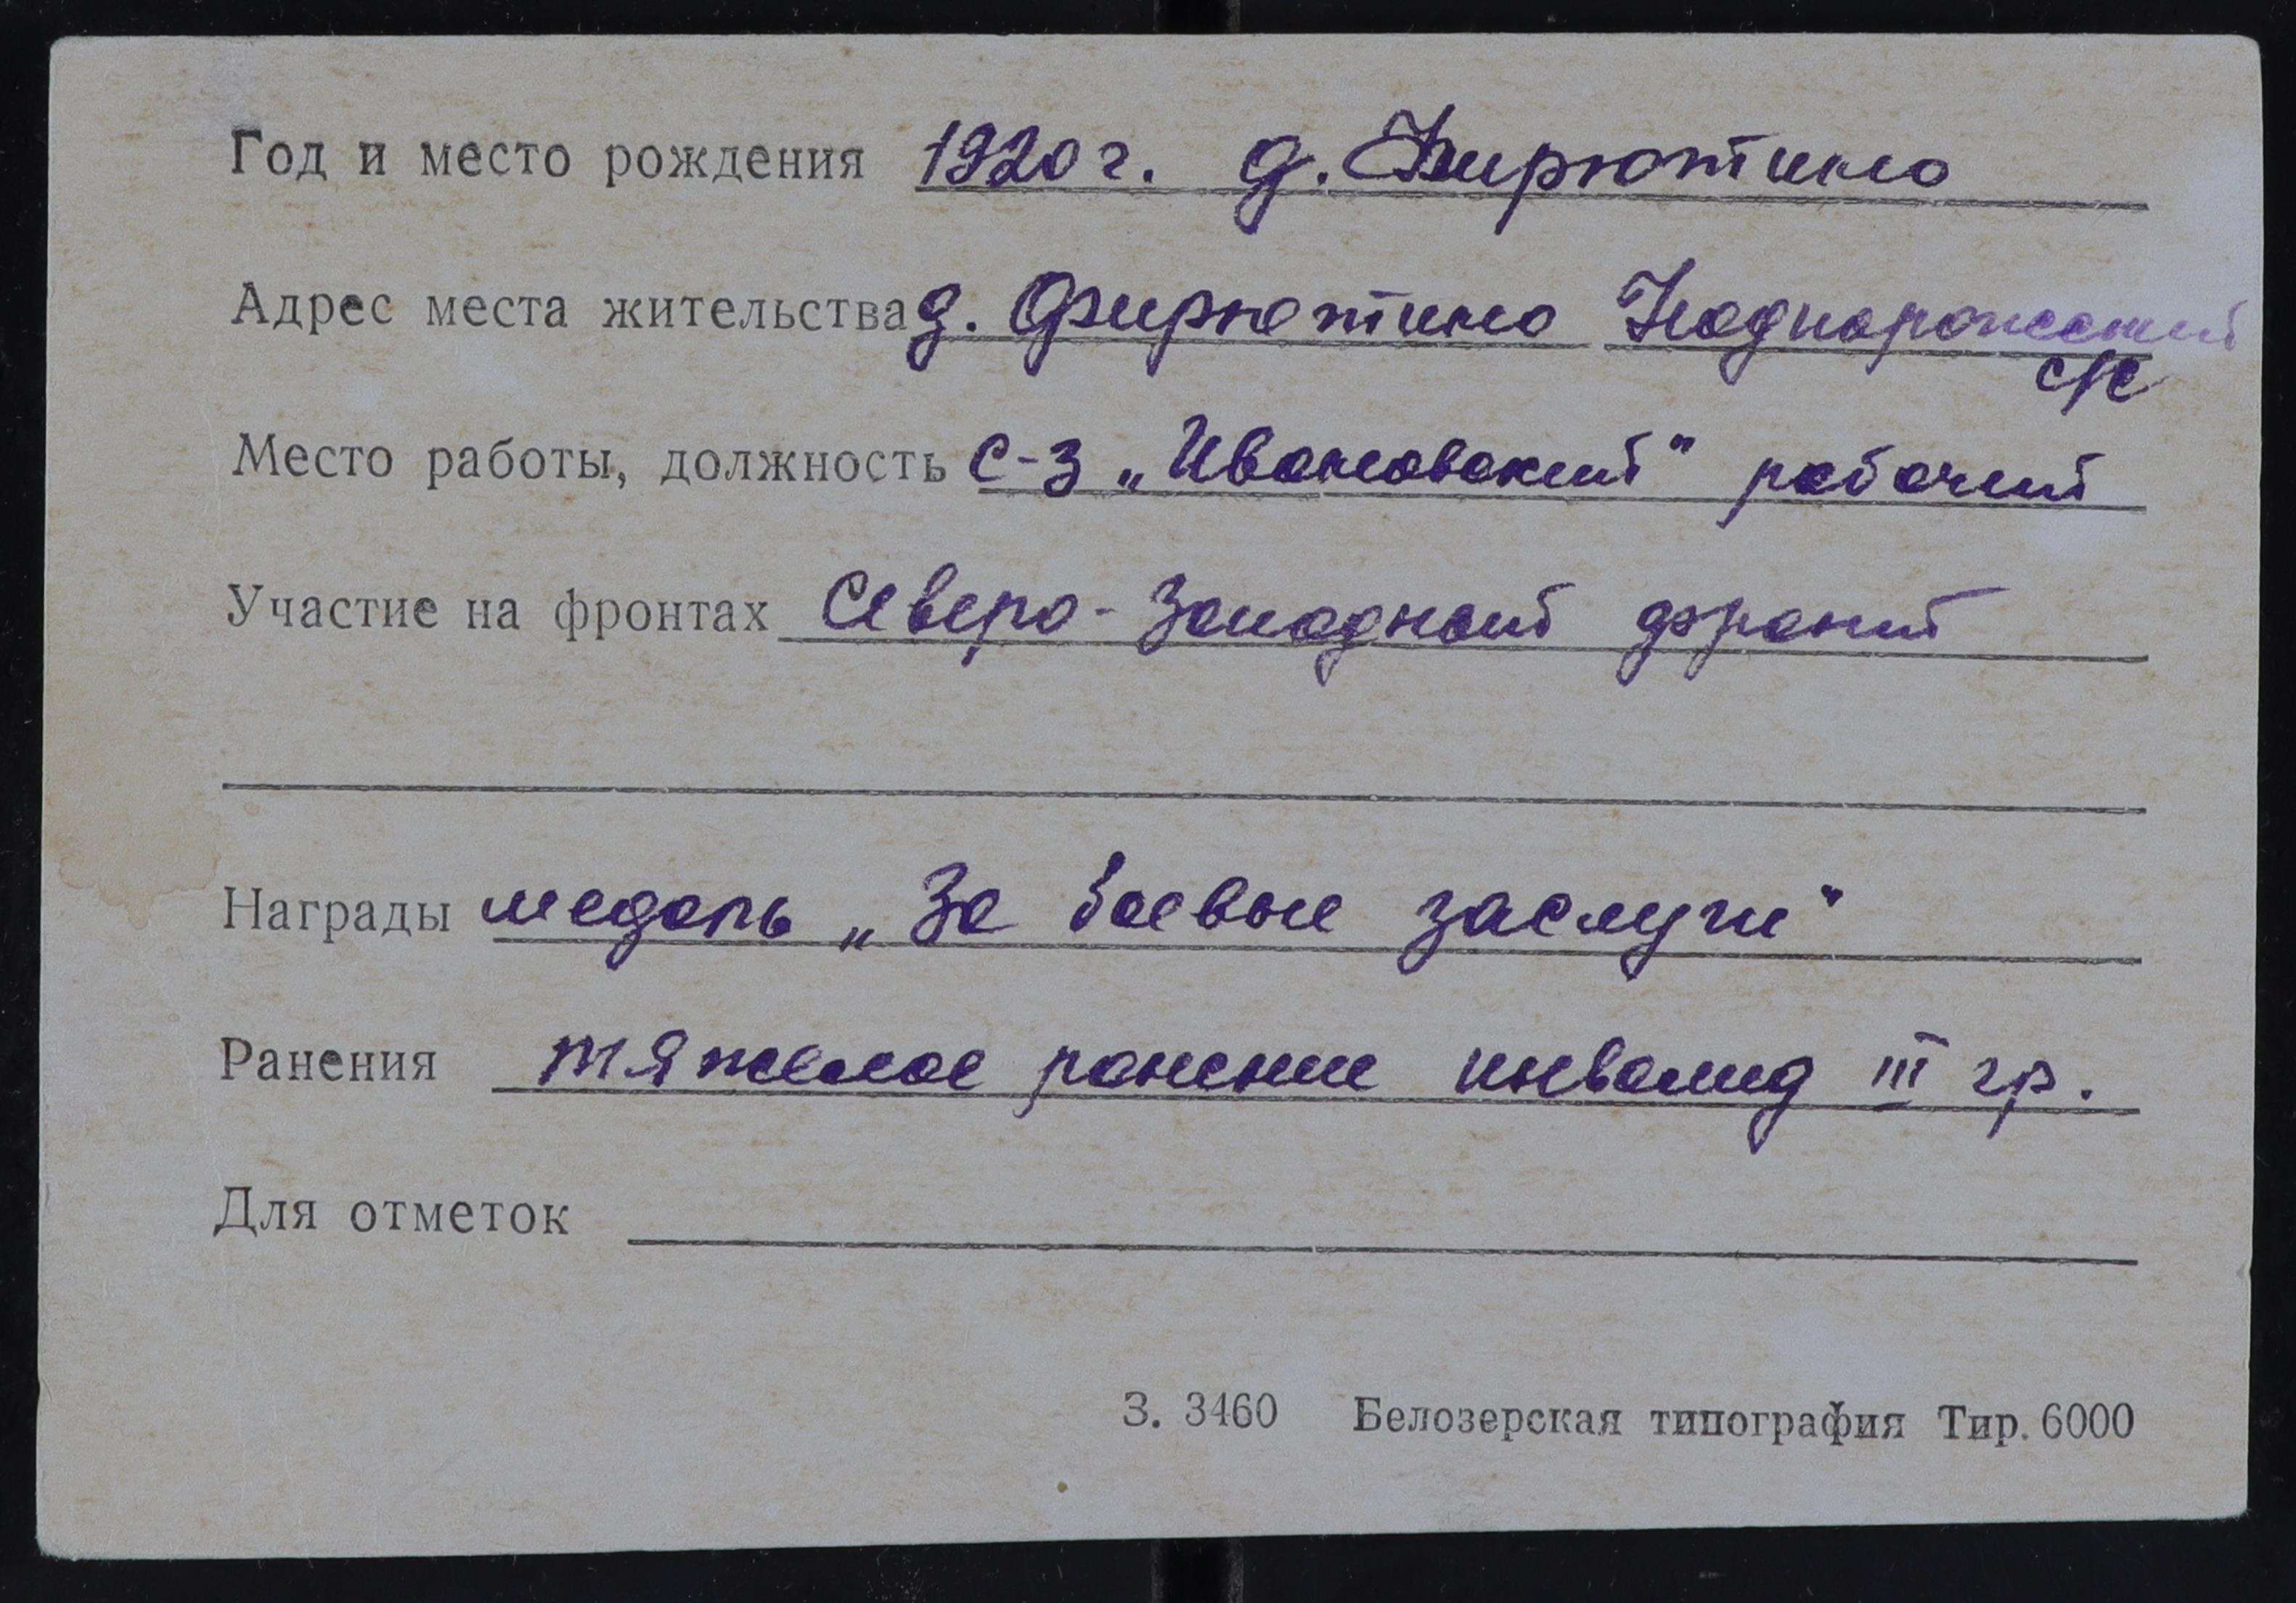 Год и место рождения 1920 г. д. Фирютино
Адрес места жительства д. Фирютино Надпорожский
с/с
Место работы, должность с-з „Ивановский" рабочий
Участие на фронтах Северо-Западный фронт
Награды медаль „За боевые заслуги"
Ранения тяжелое ранение инвалид III гр.
Для отметок
З. 3460 Белозерская типография Тир. 6000